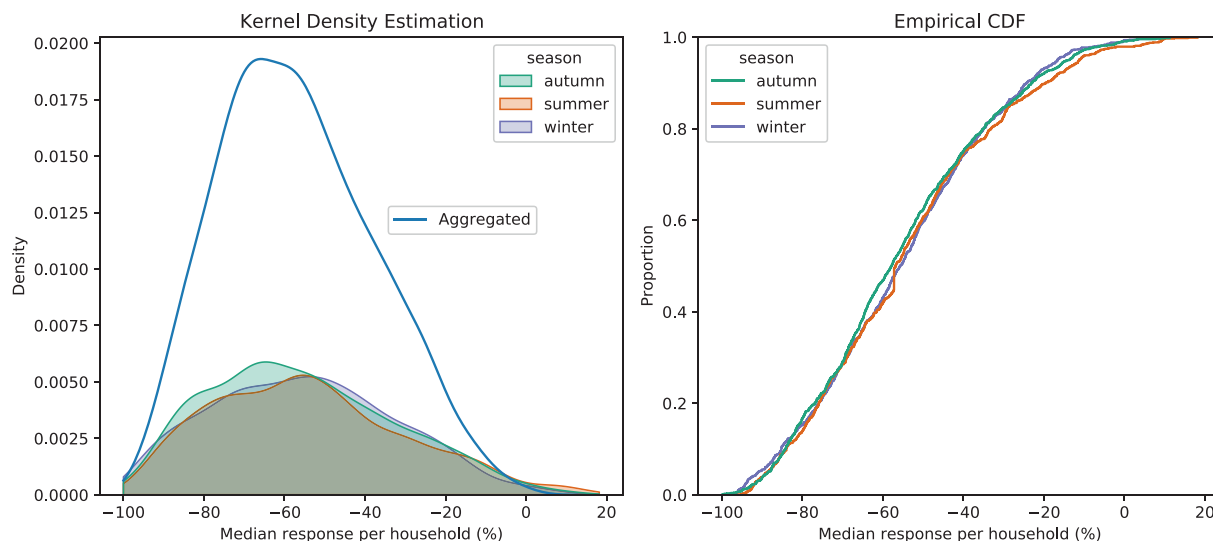 Kernel Density Estimation
0.0200
0.0175
0.0150
0.0125
0.0100
0.0075
0.0050
0.0025
0.0000
Density
season
autumn
summer
winter
Aggregated
−100
−80
−60
−40
−20
0
20
Median response per household (%)
Empirical CDF
1.0
0.8
0.6
0.4
0.2
0.0
Proportion
season
autumn
summer
winter
−100
−80
−60
−40
−20
0
20
Median response per household (%)